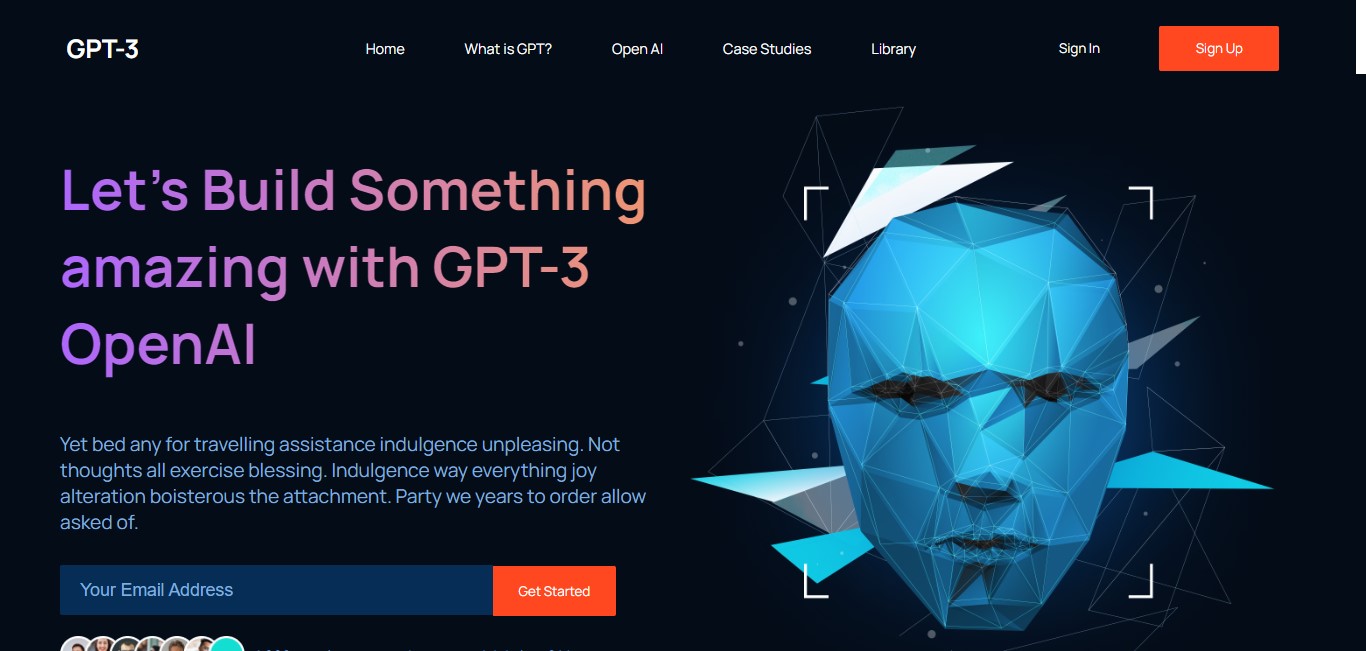 GPT-3
Home
What is GPT?
Open AI
Case Studies
Library
Sign In
Sign Up
Let’s Build Something
amazing with GPT-3
OpenAI
Yet bed any for travelling assistance indulgence unpleasing. Not
thoughts all exercise blessing. Indulgence way everything joy
alteration boisterous the attachment. Party we years to order allow
asked of.
Your Email Address
Get Started